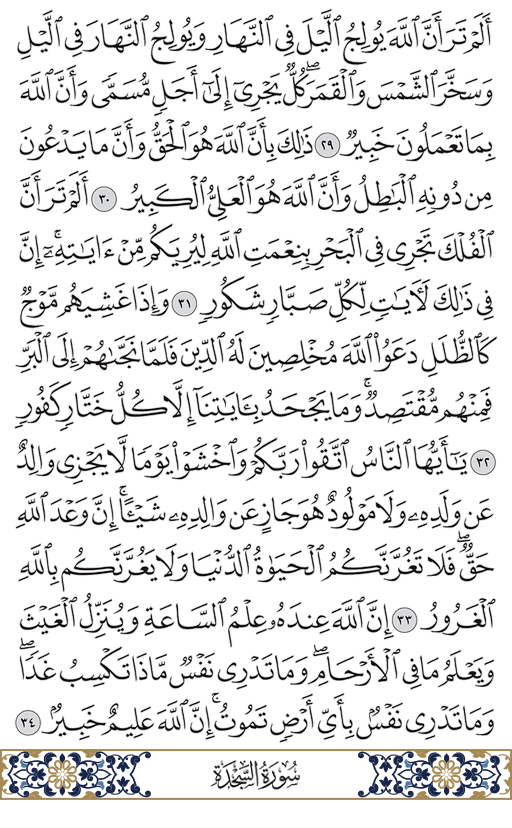 أَلَمْ تَرَ أَنَّ ٱللَّهَ يُولِجُ ٱلَّيْلَ فِى ٱلنَّهَارِ وَيُولِجُ ٱلنَّهَارَ فِى ٱلَّيْلِ
وَسَخَّرَ ٱلشَّمْسَ وَٱلْقَمَرَۖ كُلٌّ يَجْرِىٓ إِلَىٰٓ أَجَلٍ مُّسَمًّى وَأَنَّ ٱللَّهَ
بِمَا تَعْمَلُونَ خَبِيرٌ ٢٩ ذَٰلِكَ بِأَنَّ ٱللَّهَ هُوَ ٱلْحَقُّ وَأَنَّ مَا يَدْعُونَ
مِن دُونِهِ ٱلْبَٰطِلُ وَأَنَّ ٱللَّهَ هُوَ ٱلْعَلِىُّ ٱلْكَبِيرُ ٣٠ أَلَمْ تَرَ أَنَّ
ٱلْفُلْكَ تَجْرِى فِى ٱلْبَحْرِ بِنِعْمَتِ ٱللَّهِ لِيُرِيَكُم مِّنْ ءَايَٰتِهِۦٓۚ إِنَّ
فِى ذَٰلِكَ لَءَايَٰتٍ لِّكُلِّ صَبَّارٍ شَكُورٍ ٣١ وَإِذَا غَشِيَهُم مَّوْجٌ
كَٱلظُّلَلِ دَعَوُا۟ ٱللَّهَ مُخْلِصِينَ لَهُ ٱلدِّينَ فَلَمَّا نَجَّىٰهُمْ إِلَى ٱلْبَرِّ
فَمِنْهُم مُّقْتَصِدٌۚ وَمَا يَجْحَدُ بِـَٔايَٰتِنَآ إِلَّا كُلُّ خَتَّارٍ كَفُورٍ
٣٢ يَٰٓأَيُّهَا ٱلنَّاسُ ٱتَّقُوا۟ رَبَّكُمْ وَٱخْشَوْا۟ يَوْمًا لَّا يَجْزِى وَالِدٌ
عَن وَلَدِهِۦ وَلَا مَوْلُودٌ هُوَ جَازٍ عَن وَالِدِهِۦ شَيْـًٔاۚ إِنَّ وَعْدَ ٱللَّهِ
حَقٌّۖ فَلَا تَغُرَّنَّكُمُ ٱلْحَيَوٰةُ ٱلدُّنْيَا وَلَا يَغُرَّنَّكُم بِٱللَّهِ
ٱلْغَرُورُ ٣٣ إِنَّ ٱللَّهَ عِندَهُۥ عِلْمُ ٱلسَّاعَةِ وَيُنَزِّلُ ٱلْغَيْثَ
وَيَعْلَمُ مَا فِى ٱلْأَرْحَامِۖ وَمَا تَدْرِى نَفْسٌ مَّاذَا تَكْسِبُ غَدًاۖ
وَمَا تَدْرِى نَفْسٌۢ بِأَىِّ أَرْضٍ تَمُوتُۚ إِنَّ ٱللَّهَ عَلِيمٌ خَبِيرٌۢ ٣٤
سُورَةُ السَّجْدَةِ